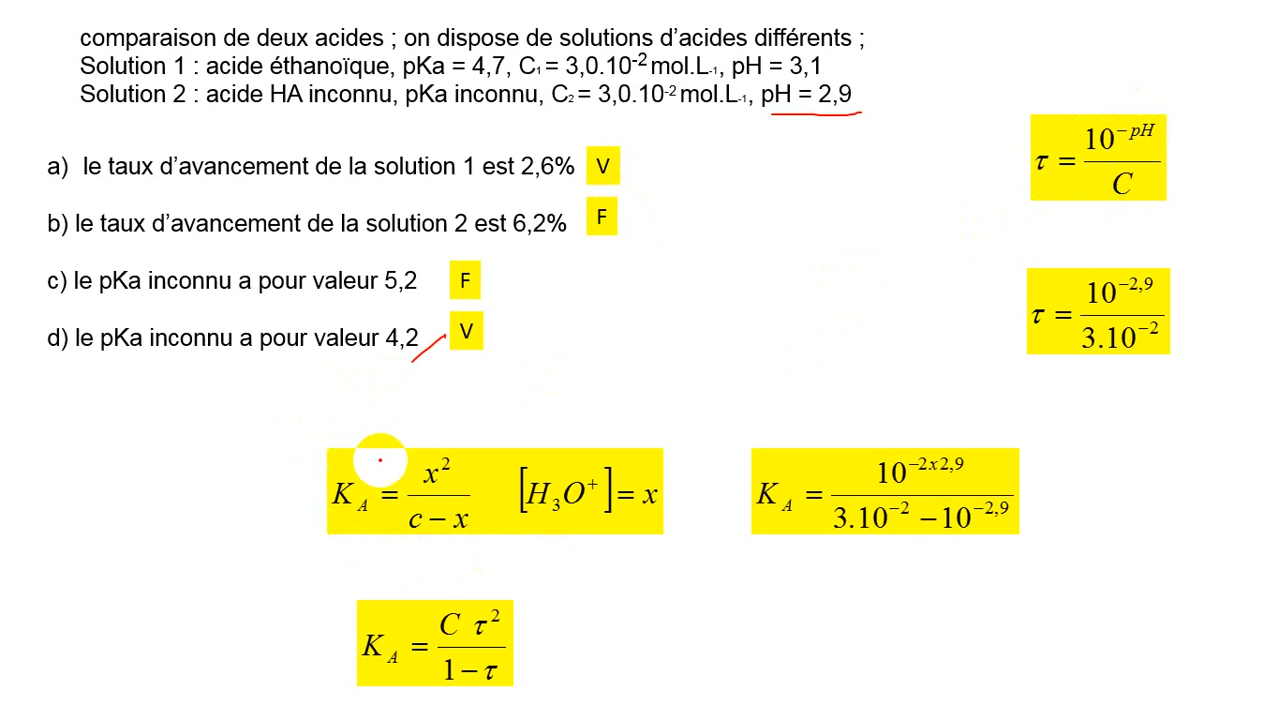 comparaison de deux acides ; on dispose de solutions d’acides différents ;
Solution 1 : acide éthanoïque, pKa = 4,7, C₁ = 3,0.10⁻² mol.L₋₁, pH = 3,1
Solution 2 : acide HA inconnu, pKa inconnu, C₂ = 3,0.10⁻² mol.L₋₁, pH = 2,9
τ = 10^(−pH) / C
a) le taux d’avancement de la solution 1 est 2,6% V
b) le taux d’avancement de la solution 2 est 6,2% F
c) le pKa inconnu a pour valeur 5,2 F
τ = 10^(−2,9) / 3.10⁻²
d) le pKa inconnu a pour valeur 4,2 V
K_A = x² / (c − x) [H₃O⁺] = x K_A = 10^(−2x2,9) / (3.10⁻² − 10^(−2,9))
K_A = C τ² / (1 − τ)